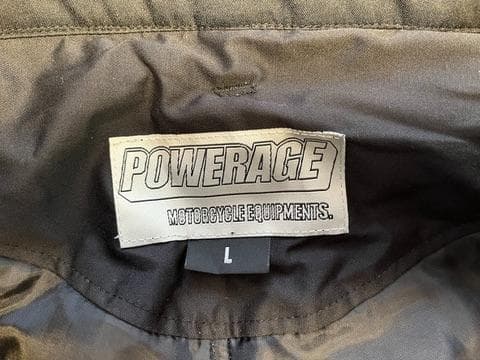 POWERAGE
MOTORCYCLE EQUIPMENTS.
L